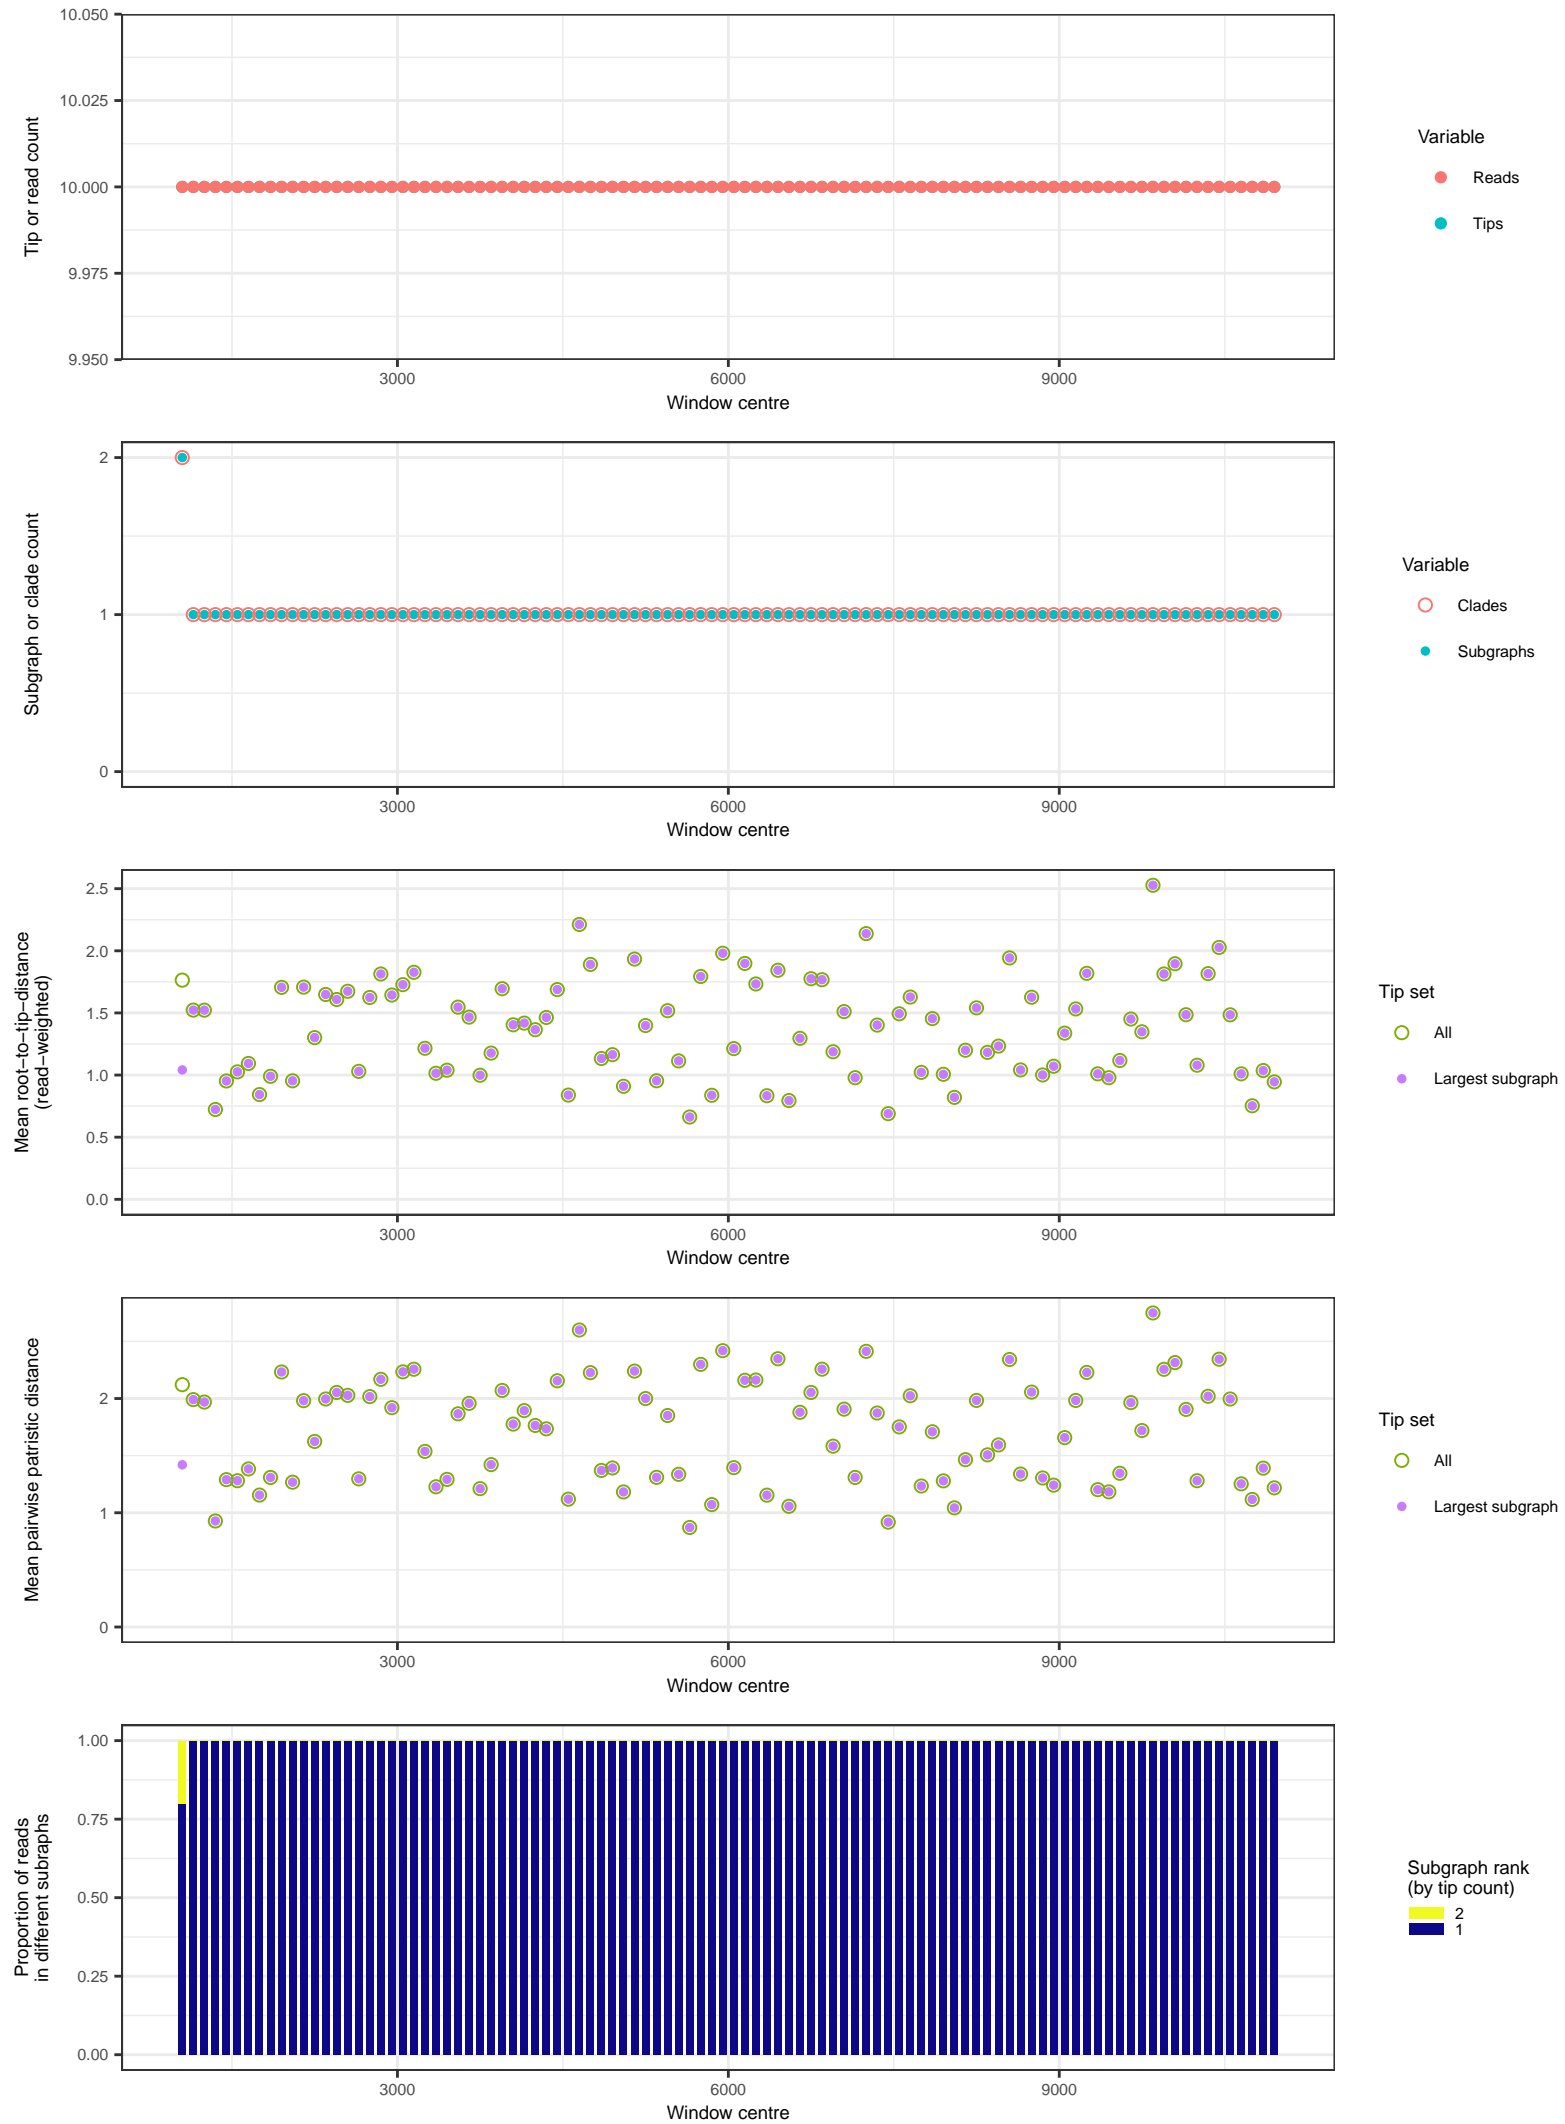 10.050
10.025
10.000
9.975
9.950
Tip or read count
3000
6000
9000
Window centre
Variable
Reads
Tips
2
1
0
Subgraph or clade count
3000
6000
9000
Window centre
Variable
Clades
Subgraphs
2.5
2.0
1.5
1.0
0.5
0.0
Mean root−to−tip−distance
(read−weighted)
3000
6000
9000
Window centre
Tip set
All
Largest subgraph
2
1
0
Mean pairwise patristic distance
3000
6000
9000
Window centre
Tip set
All
Largest subgraph
1.00
0.75
0.50
0.25
0.00
Proportion of reads
in different subraphs
3000
6000
9000
Window centre
Subgraph rank
(by tip count)
2
1